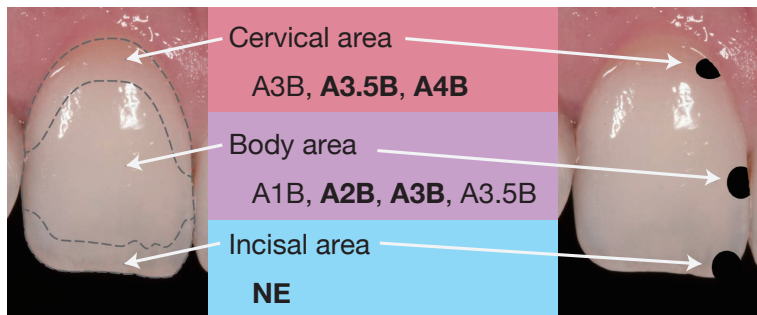 Cervical area
A3B, A3.5B, A4B
Body area
A1B, A2B, A3B, A3.5B
Incisal area
NE